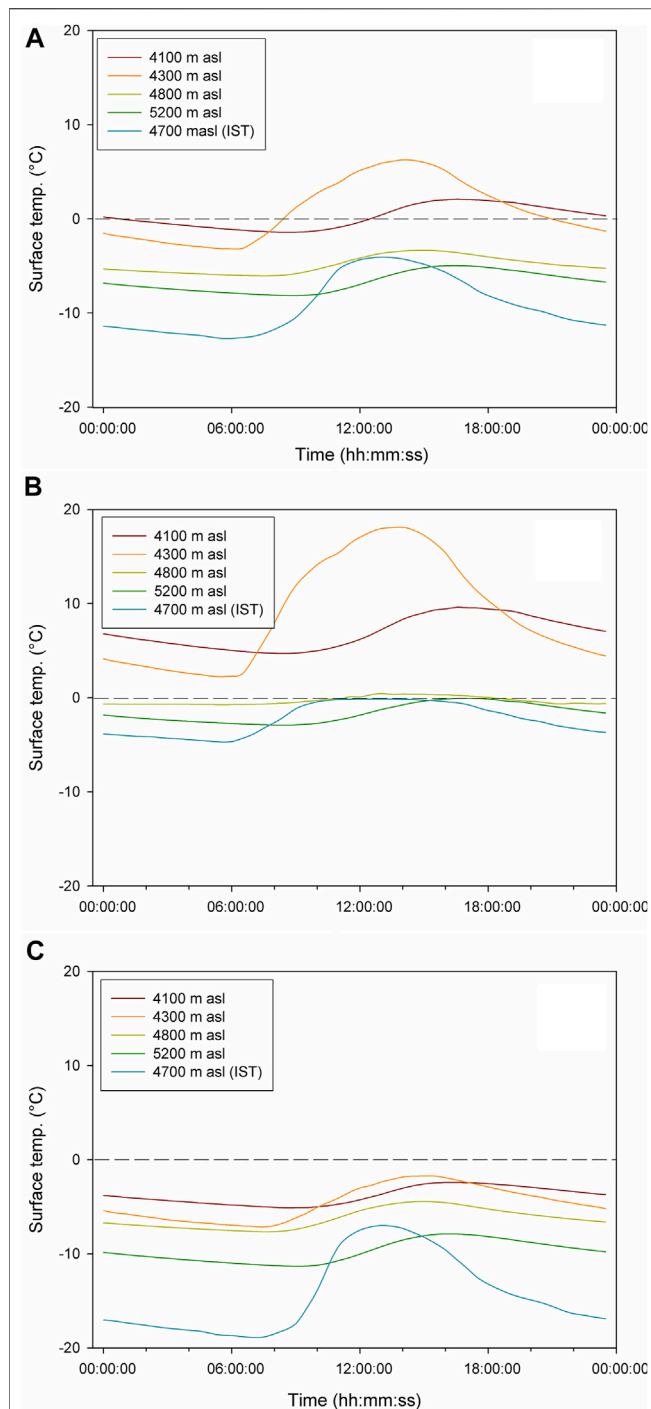 A
20
4100 m asl
4300 m asl
4800 m asl
5200 m asl
4700 masl (IST)
10
0
-10
-20
Surface temp. (°C)
00:00:00 06:00:00 12:00:00 18:00:00 00:00:00
Time (hh:mm:ss)
B
20
4100 m asl
4300 m asl
4800 m asl
5200 m asl
4700 m asl (IST)
10
0
-10
-20
Surface temp. (°C)
00:00:00 06:00:00 12:00:00 18:00:00 00:00:00
C
20
4100 m asl
4300 m asl
4800 m asl
5200 m asl
4700 m asl (IST)
10
0
-10
-20
Surface temp. (°C)
00:00:00 06:00:00 12:00:00 18:00:00 00:00:00
Time (hh:mm:ss)